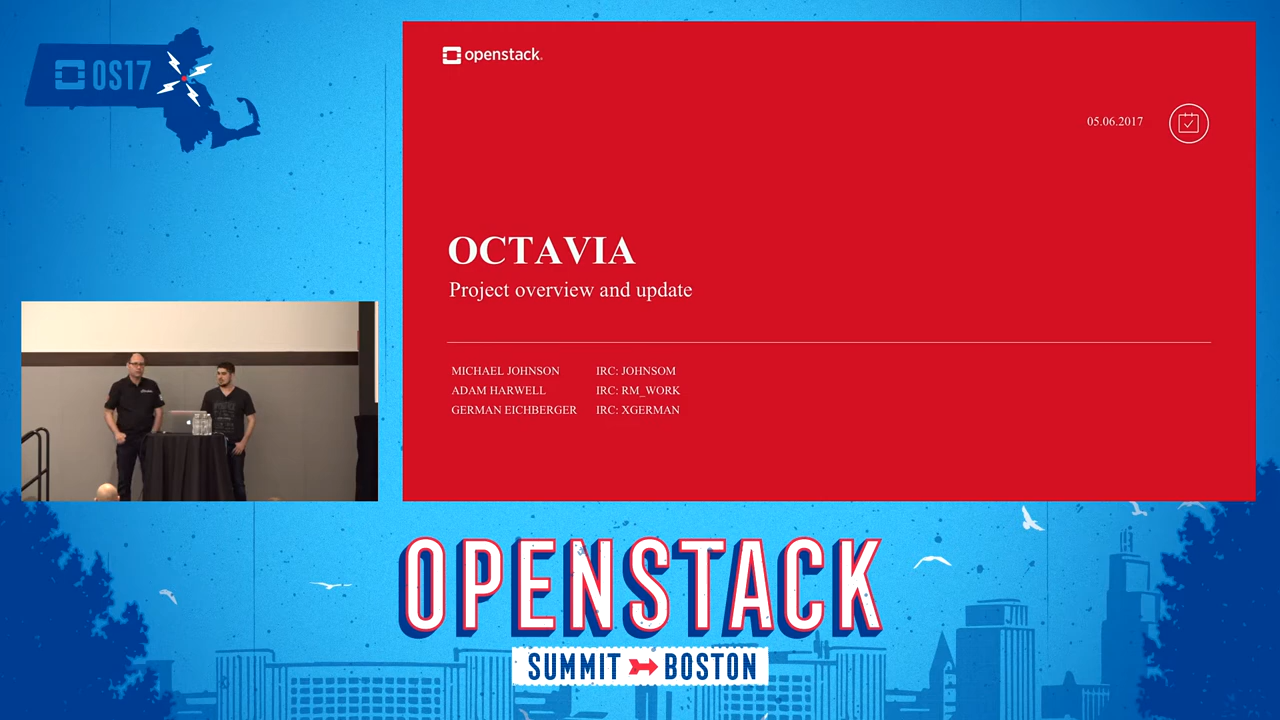 OS17
openstack.
05.06.2017
OCTAVIA
Project overview and update
MICHAEL JOHNSON IRC: JOHNSOM
ADAM HARWELL IRC: RM_WORK
GERMAN EICHBERGER IRC: XGERMAN
OPENSTACK
SUMMIT BOSTON